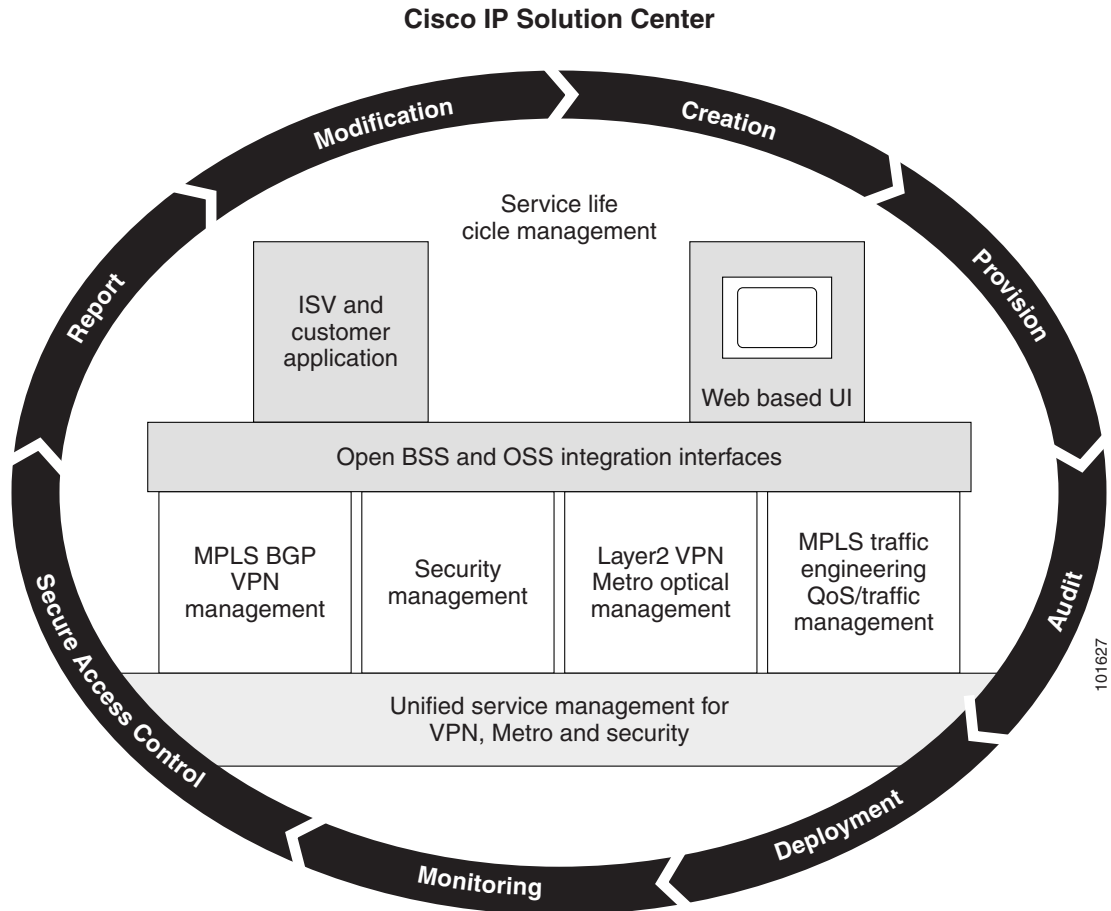 Cisco IP Solution Center
Modification
Creation
Provision
Audit
Deployment
Monitoring
Secure Access Control
Report
Service life
cicle management
ISV and
customer
application
Web based UI
Open BSS and OSS integration interfaces
MPLS BGP
VPN
management
Security
management
Layer2 VPN
Metro optical
management
MPLS traffic
engineering
QoS/traffic
management
Unified service management for
VPN, Metro and security
101627